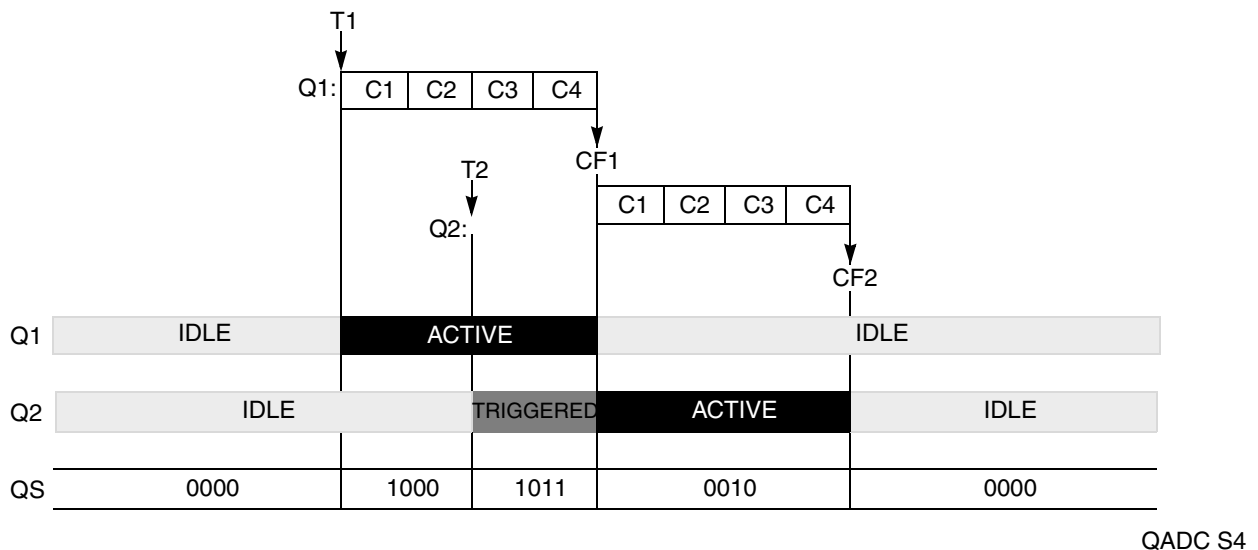 T1
Q1: C1 C2 C3 C4
CF1
T2
C1 C2 C3 C4
Q2:
CF2
Q1 IDLE ACTIVE IDLE
Q2 IDLE TRIGGERED ACTIVE IDLE
QS 0000 1000 1011 0010 0000
QADC S4